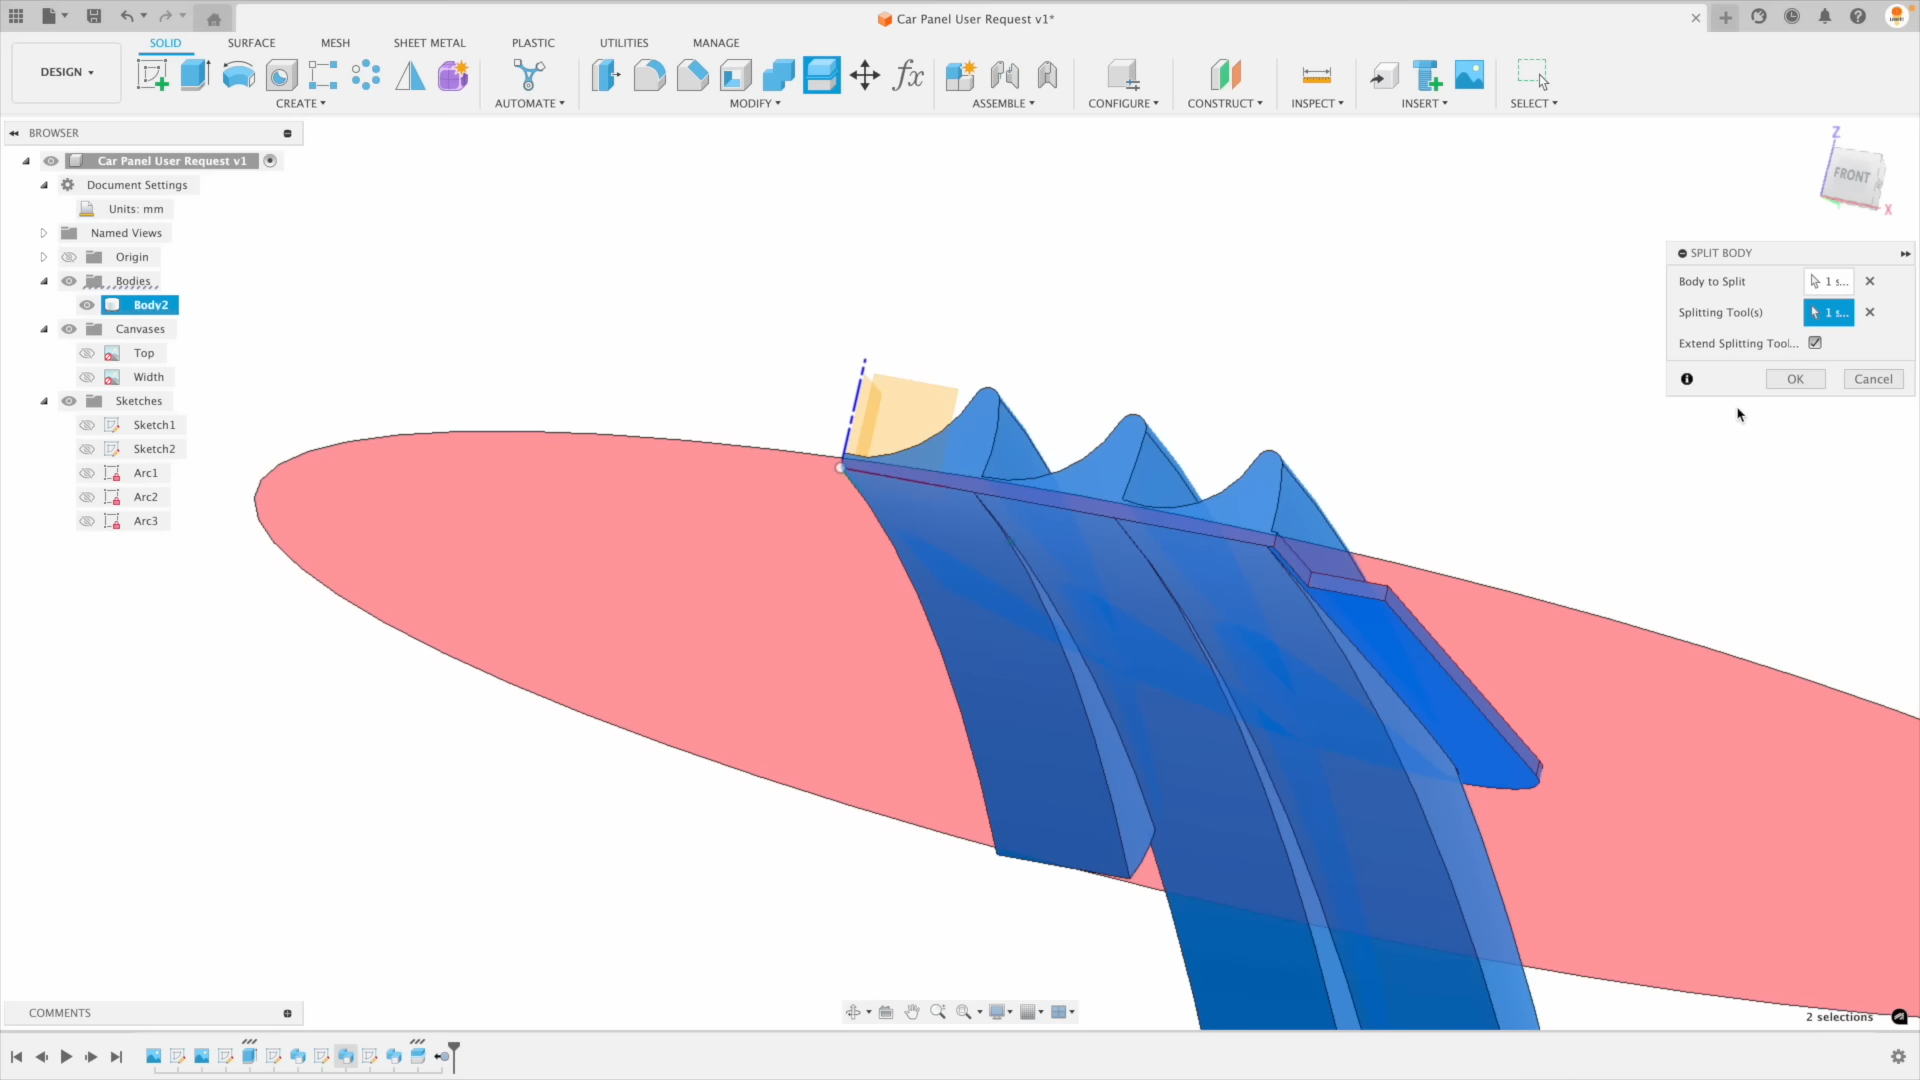 Car Panel User Request v1*
SOLID SURFACE MESH SHEET METAL PLASTIC UTILITIES MANAGE
DESIGN
CREATE AUTOMATE MODIFY ASSEMBLE CONFIGURE CONSTRUCT INSPECT INSERT SELECT
fx
BROWSER
Car Panel User Request v1
Document Settings
Units: mm
Named Views
Origin
Bodies
Body2
Canvases
Top
Width
Sketches
Sketch1
Sketch2
Arc1
Arc2
Arc3
Z
FRONT
X
SPLIT BODY
Body to Split 1 s...
Splitting Tool(s) 1 s...
Extend Splitting Tool...
OK Cancel
COMMENTS
2 selections